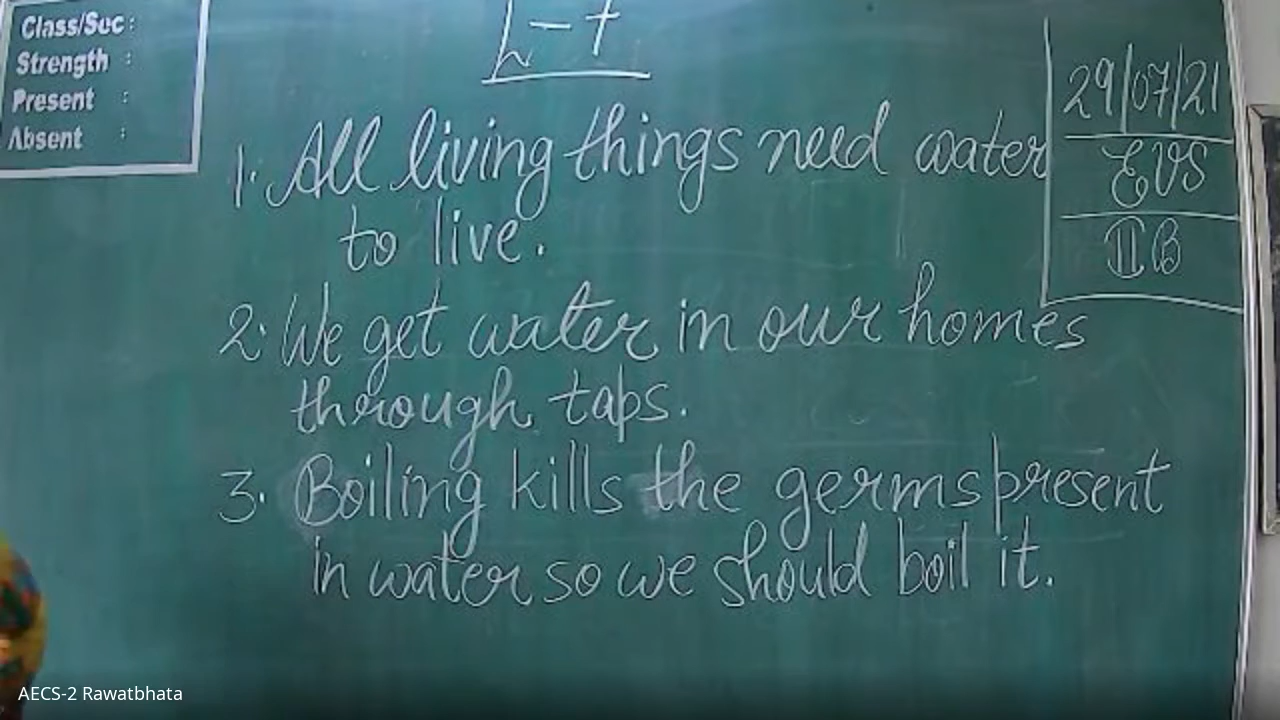 Class/Sec :
Strength :
Present :
Absent :
L-7
29/07/21
EVS
II B
1. All living things need water
to live.
2. We get water in our homes
through taps.
3. Boiling kills the germs present
in water so we should boil it.
AECS-2 Rawatbhata